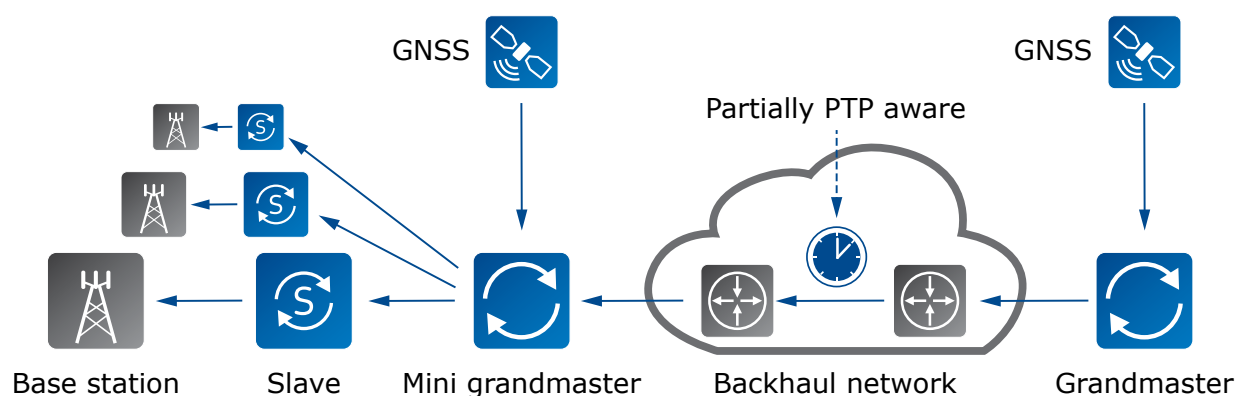 GNSS
GNSS
Partially PTP aware
S
S
S
Base station
Slave
Mini grandmaster
Backhaul network
Grandmaster